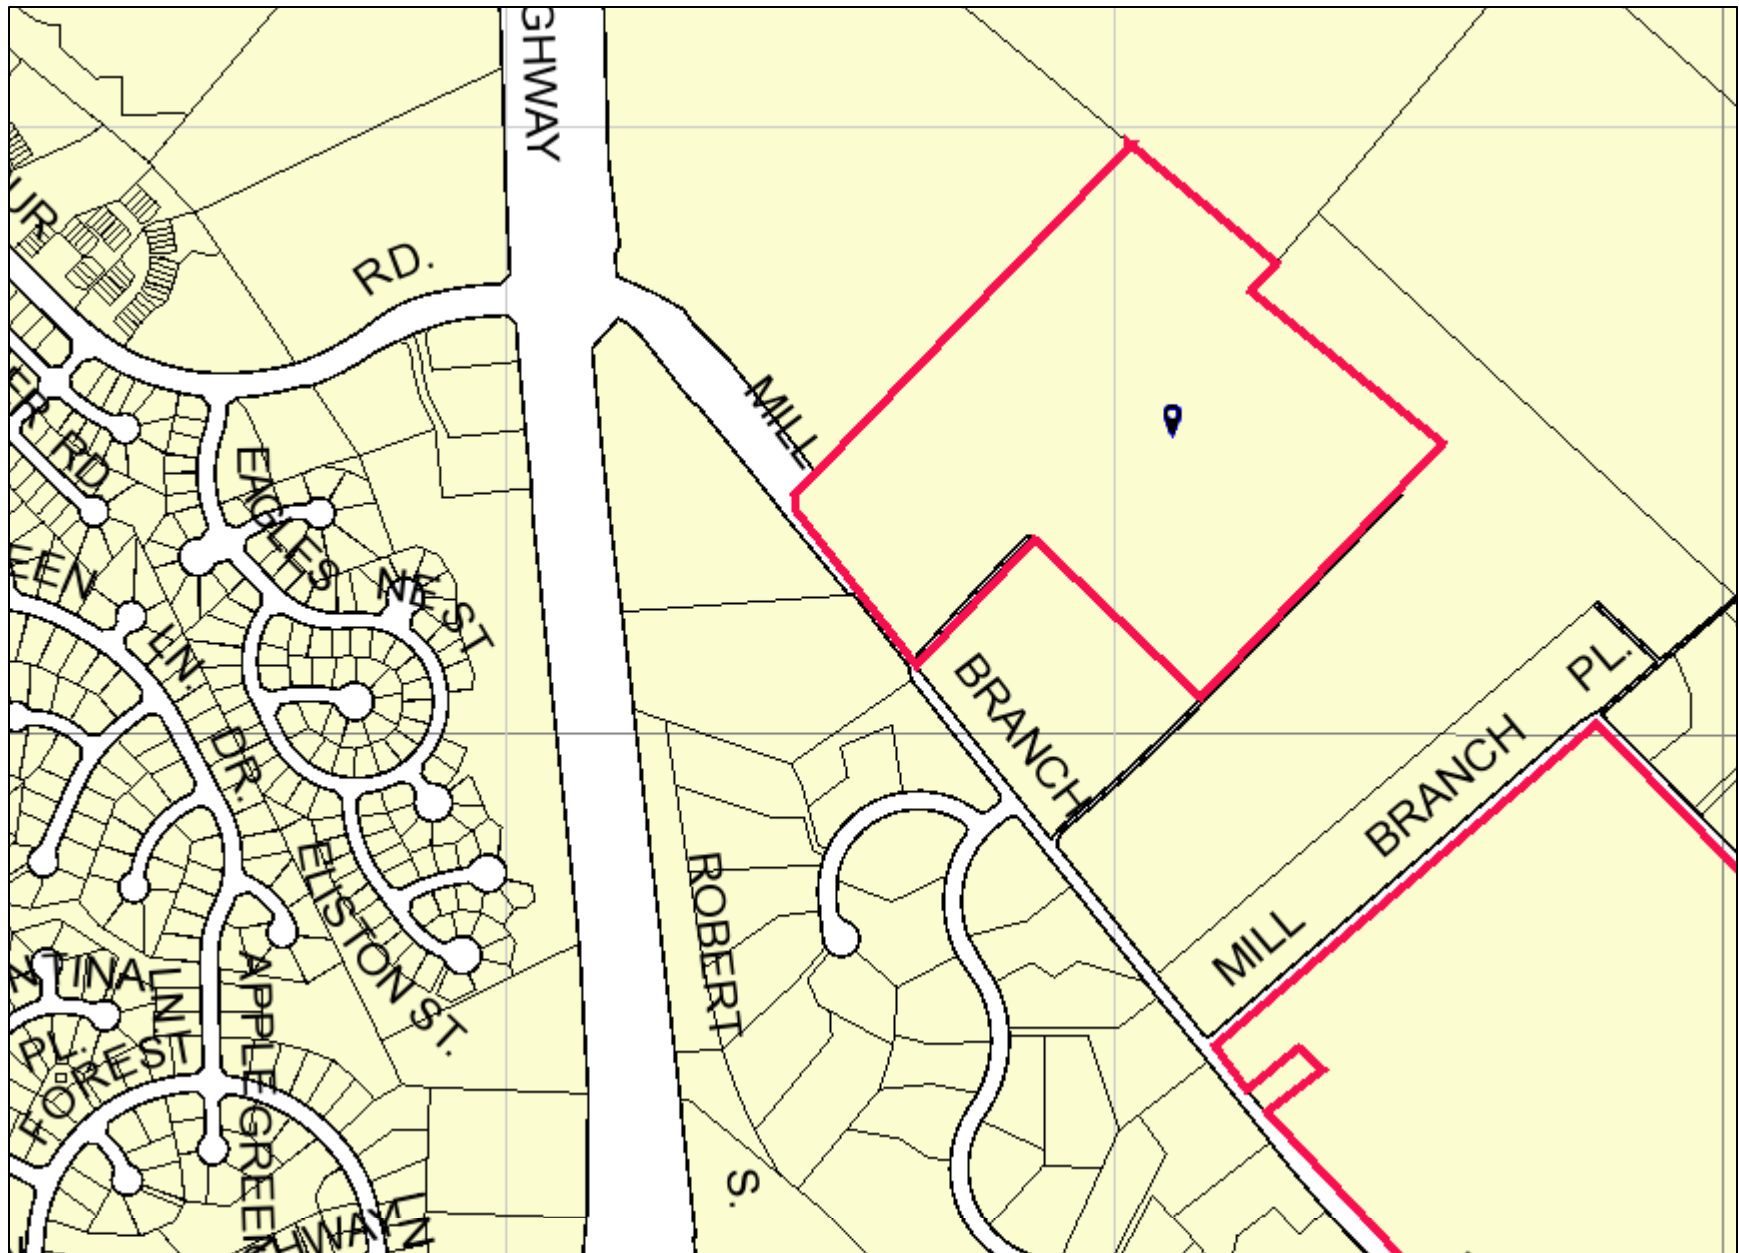 GHWAY
UR
RD.
MILL
ER RD
EAGLES
NEST
EEN
LN.
DR.
BRANCH
PL.
BRANCH
MILL
ROBERT
S.
ELISTON ST.
NTINA
LN.
PL.
FOREST
APPLEGREEN
HWAY
LN